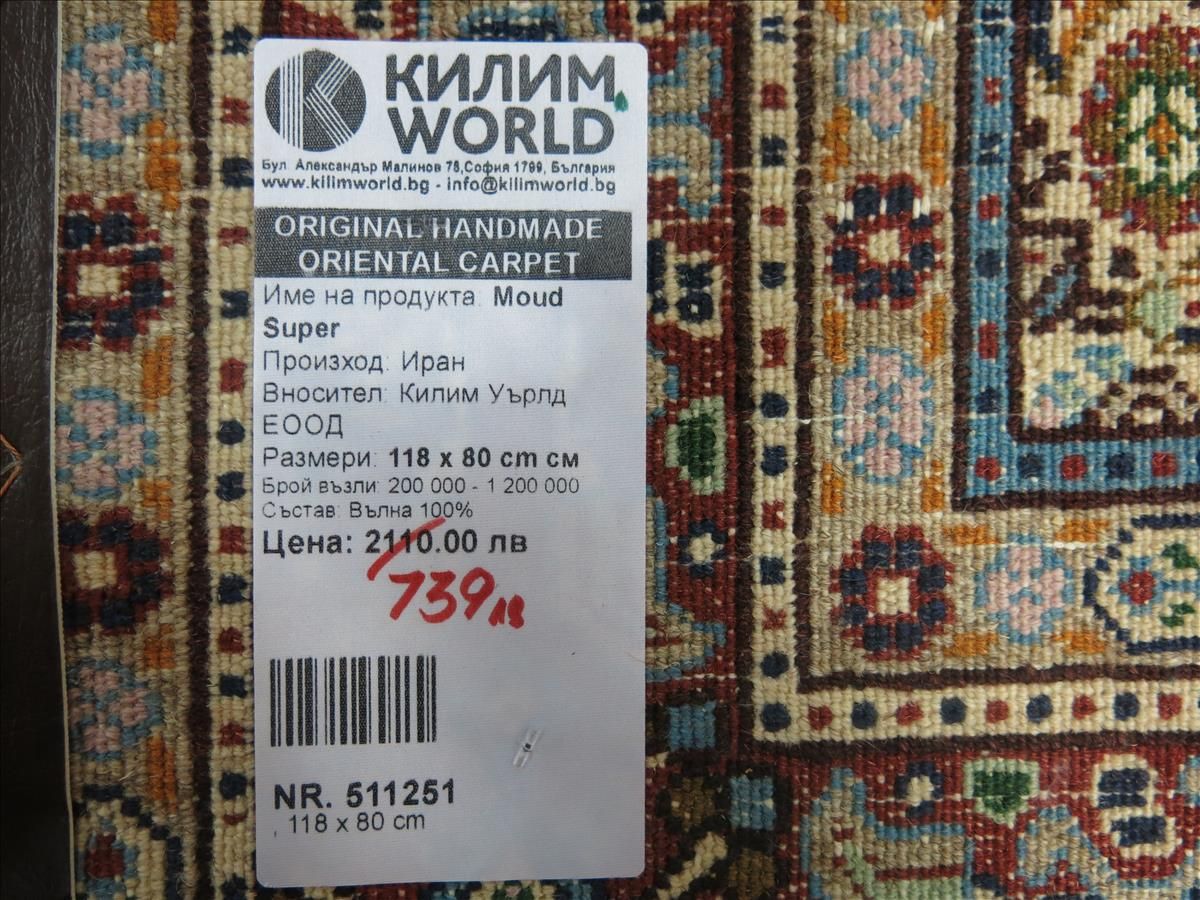 КИЛИМ
WORLD
Бул. Александър Малинов 75,София 1799, България
www.kilimworld.bg - info@kilimworld.bg
ORIGINAL HANDMADE
ORIENTAL CARPET
Име на продукта: Moud
Super
Произход: Иран
Вносител: Килим Уърлд
ЕООД
Размери: 118 x 80 cm см
Брой възли: 200 000 - 1 200 000
Състав: Вълна 100%
Цена: 2110.00 лв
739лв
NR. 511251
118 x 80 cm